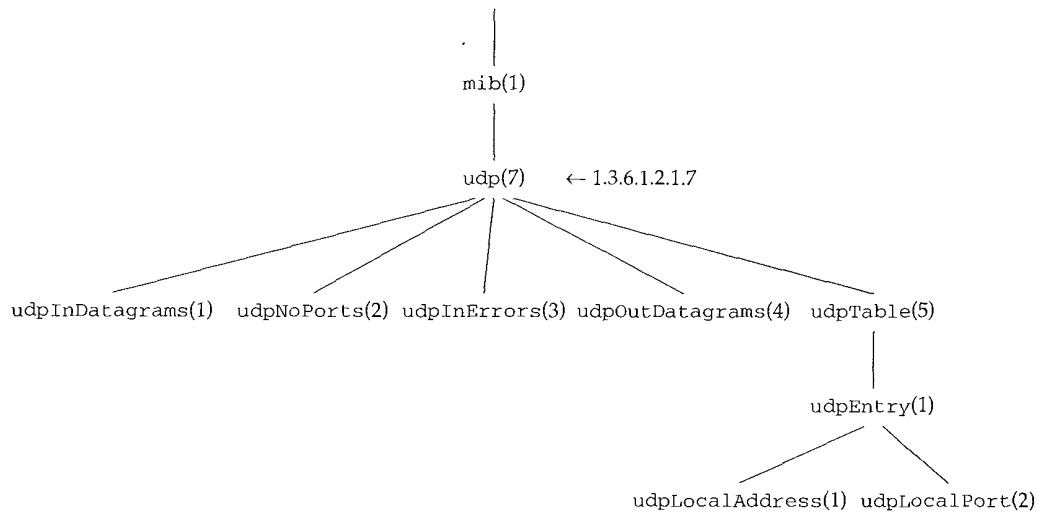 mib(1)
udp(7) ← 1.3.6.1.2.1.7
udpInDatagrams(1) udpNoPorts(2) udpInErrors(3) udpOutDatagrams(4) udpTable(5)
udpEntry(1)
udpLocalAddress(1) udpLocalPort(2)